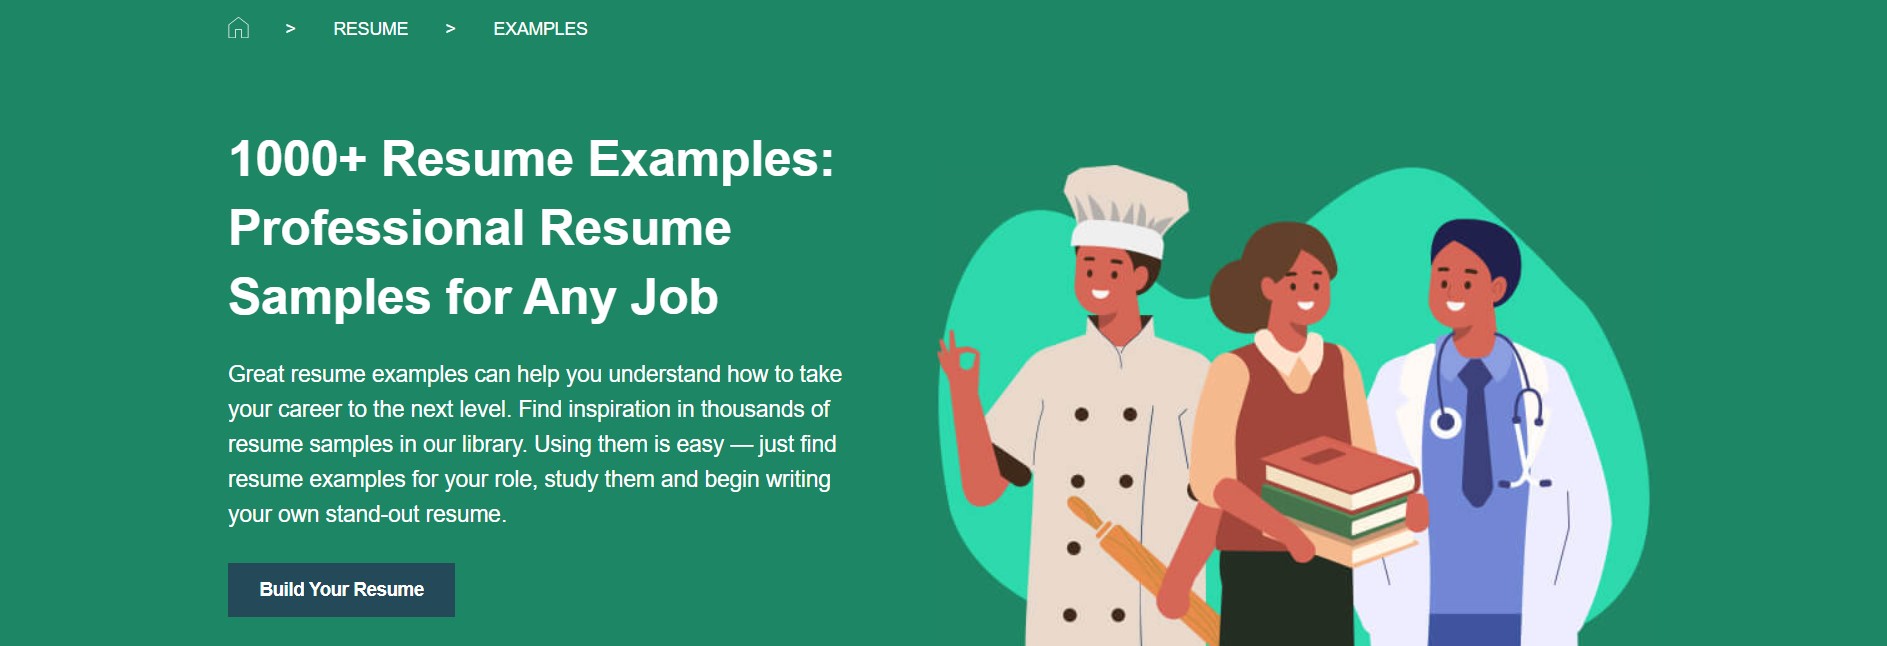 > RESUME > EXAMPLES
1000+ Resume Examples:
Professional Resume
Samples for Any Job
Great resume examples can help you understand how to take
your career to the next level. Find inspiration in thousands of
resume samples in our library. Using them is easy — just find
resume examples for your role, study them and begin writing
your own stand-out resume.
Build Your Resume